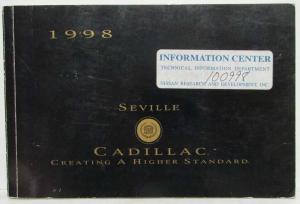 1998
INFORMATION CENTER
TECHNICAL INFORMATION DEPARTMENT
100998
NISSAN RESEARCH AND DEVELOPMENT, INC.
SEVILLE
CADILLAC
CREATING A HIGHER STANDARD